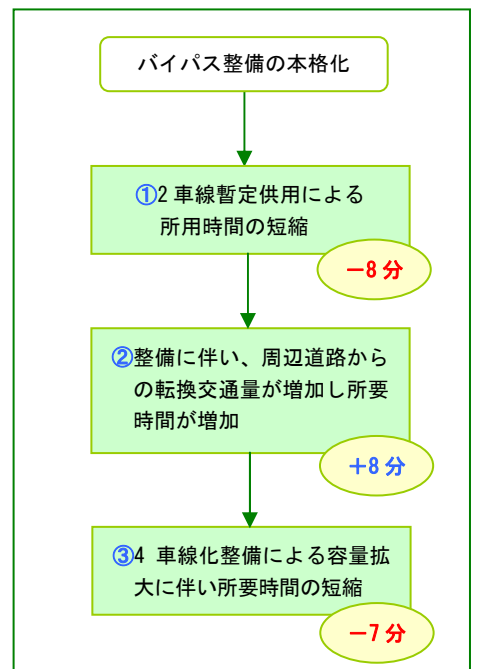 バイパス整備の本格化
①2車線暫定供用による
所用時間の短縮
－8分
②整備に伴い、周辺道路から
の転換交通量が増加し所要
時間が増加
＋8分
③4 車線化整備による容量拡
大に伴い所要時間の短縮
－7分